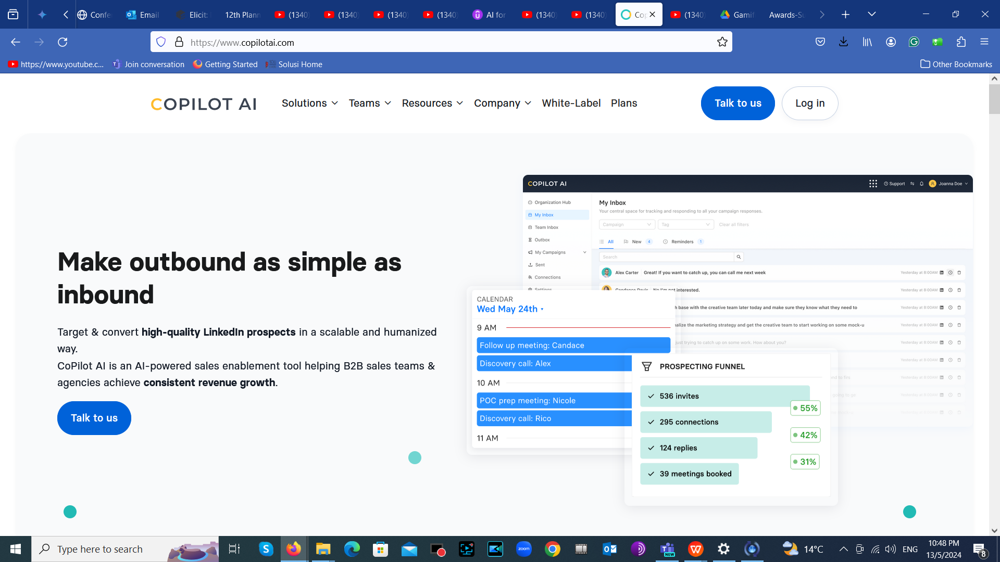 Confe
Email
Elicit:
12th Plann
(1340)
(1340)
(1340)
(1340)
AI for
(1340)
(1340)
Cop
(1340)
Gamif
Awards-Su
https://www.copilotai.com
https://www.youtube.c...
Join conversation
Getting Started
Solusi Home
Other Bookmarks
COPILOT AI
Solutions
Teams
Resources
Company
White-Label
Plans
Talk to us
Log in
Make outbound as simple as
inbound
Target & convert high-quality LinkedIn prospects in a scalable and humanized
way.
CoPilot AI is an AI-powered sales enablement tool helping B2B sales teams &
agencies achieve consistent revenue growth.
Talk to us
COPILOT AI
Support
Joanna Doe
Organization Hub
My Inbox
Team Inbox
Outbox
My Campaigns
Sent
Connections
Settings
My Inbox
Your central space for tracking and responding to all your campaign responses.
Campaign
Tag
Clear all filters
All
New 4
Reminders 1
Search
Alex Carter Great! If you want to catch up, you can call me next week Yesterday at 8:00AM
Candance Davis No I'm not interested. Yesterday at 8:00AM
h base with the creative team later today and make sure they know what they need to Yesterday at 8:00AM
nalize the marketing strategy and get the creative team to start working on some mock-u Yesterday at 8:00AM
just trying to catch up on some work. How about you? Yesterday at 8:00AM
Yesterday at 8:00AM
nd to firs Yesterday at 8:00AM
going to ge Yesterday at 8:00AM
Yesterday at 8:00AM
CALENDAR
Wed May 24th
9 AM
Follow up meeting: Candace
Discovery call: Alex
10 AM
POC prep meeting: Nicole
Discovery call: Rico
11 AM
PROSPECTING FUNNEL
536 invites
55%
295 connections
42%
124 replies
31%
39 meetings booked
Type here to search
zoom
NEW
14°C
ENG
10:48 PM
13/5/2024
8